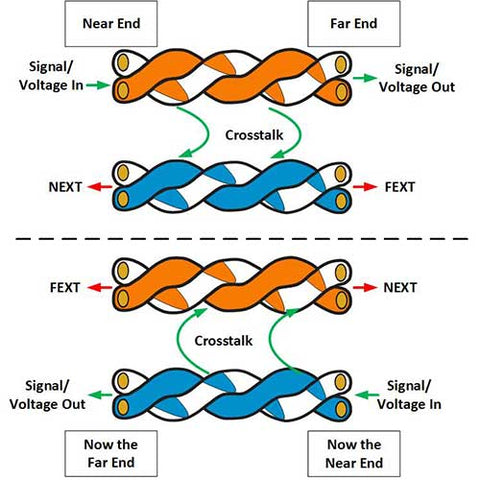 Near End
Far End
Signal/
Voltage In
Signal/
Voltage Out
Crosstalk
NEXT
FEXT
FEXT
NEXT
Crosstalk
Signal/
Voltage Out
Signal/
Voltage In
Now the
Far End
Now the
Near End